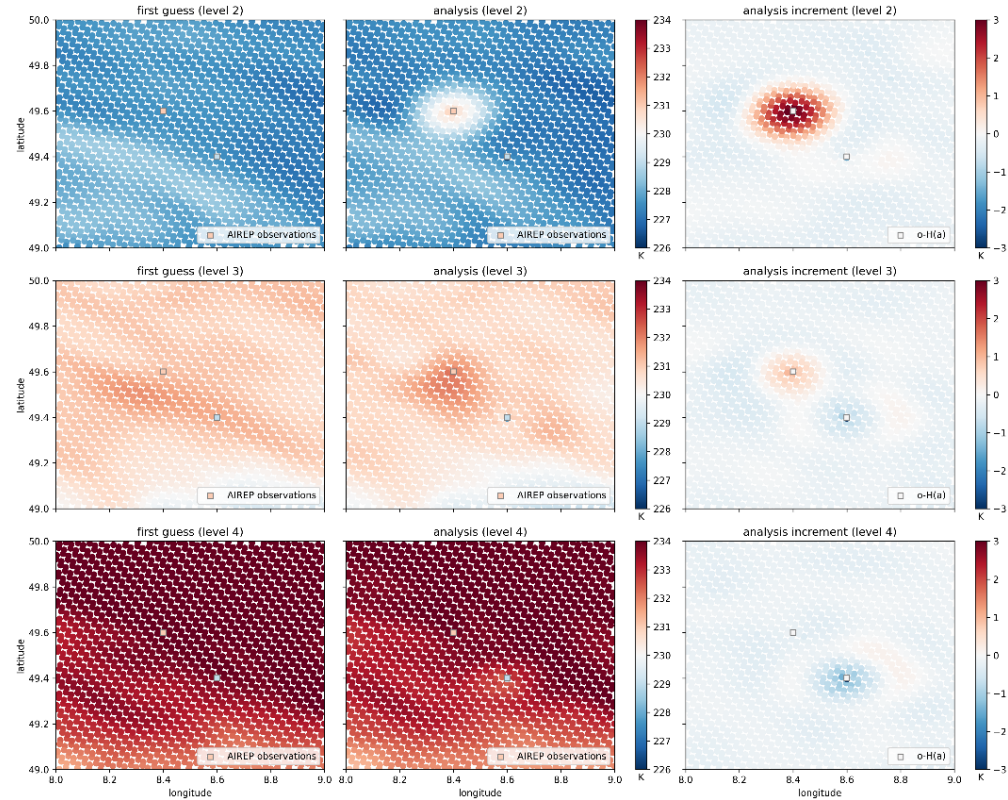 first guess (level 2) analysis (level 2) analysis increment (level 2)
50.0 234 3
233
49.8 2
232
49.6 231 1
latitude 230 0
49.4 229 −1
228
49.2 −2
227
AIREP observations AIREP observations o-H(a)
49.0 226 −3
K K
first guess (level 3) analysis (level 3) analysis increment (level 3)
50.0 234 3
233
49.8 2
232
49.6 231 1
latitude 230 0
49.4 229 −1
228
49.2 −2
227
AIREP observations AIREP observations o-H(a)
49.0 226 −3
K K
first guess (level 4) analysis (level 4) analysis increment (level 4)
50.0 234 3
233
49.8 2
232
49.6 231 1
latitude 230 0
49.4 229 −1
228
49.2 −2
227
AIREP observations AIREP observations o-H(a)
49.0 226 −3
8.0 8.2 8.4 8.6 8.8 9.0 8.2 8.4 8.6 8.8 9.0 K 8.0 8.2 8.4 8.6 8.8 9.0 K
longitude longitude longitude